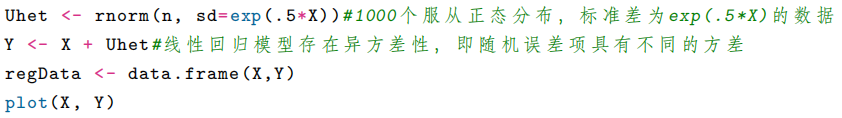 Uhet <- rnorm(n, sd=exp(.5*X))#1000个服从正态分布，标准差为exp(.5*X)的数据
Y <- X + Uhet#线性回归模型存在异方差性，即随机误差项具有不同的方差
regData <- data.frame(X,Y)
plot(X, Y)